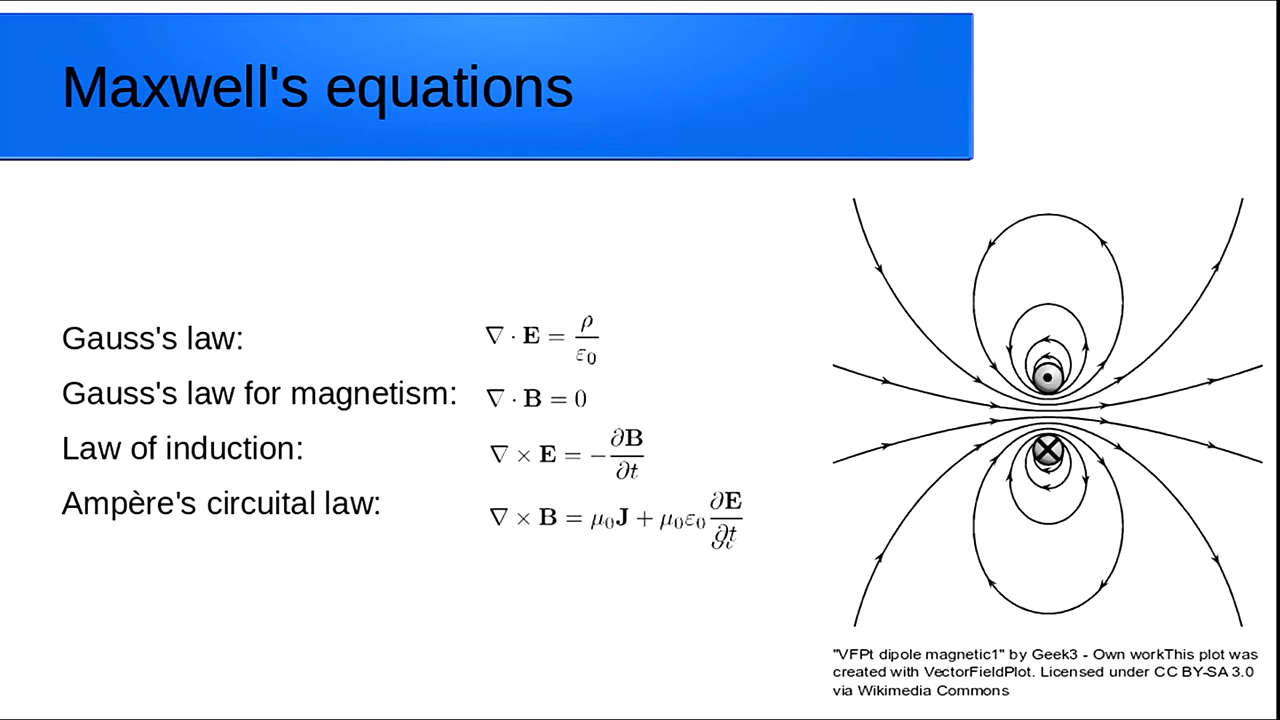 Maxwell's equations
Gauss's law: ∇ · E = ρ/ε₀
Gauss's law for magnetism: ∇ · B = 0
Law of induction: ∇ × E = −∂B/∂t
Ampère's circuital law: ∇ × B = μ₀J + μ₀ε₀ ∂E/∂t
"VFPt dipole magnetic1" by Geek3 - Own workThis plot was
created with VectorFieldPlot. Licensed under CC BY-SA 3.0
via Wikimedia Commons